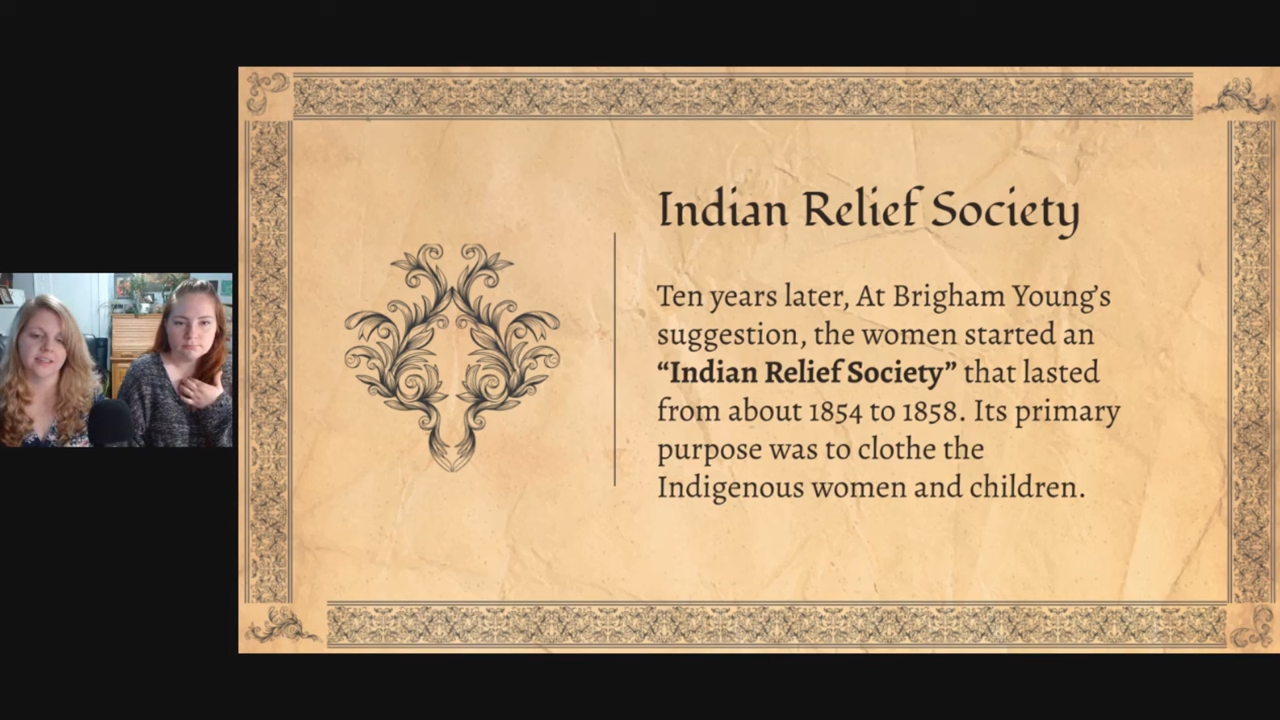 Indian Relief Society
Ten years later, At Brigham Young’s
suggestion, the women started an
“Indian Relief Society” that lasted
from about 1854 to 1858. Its primary
purpose was to clothe the
Indigenous women and children.